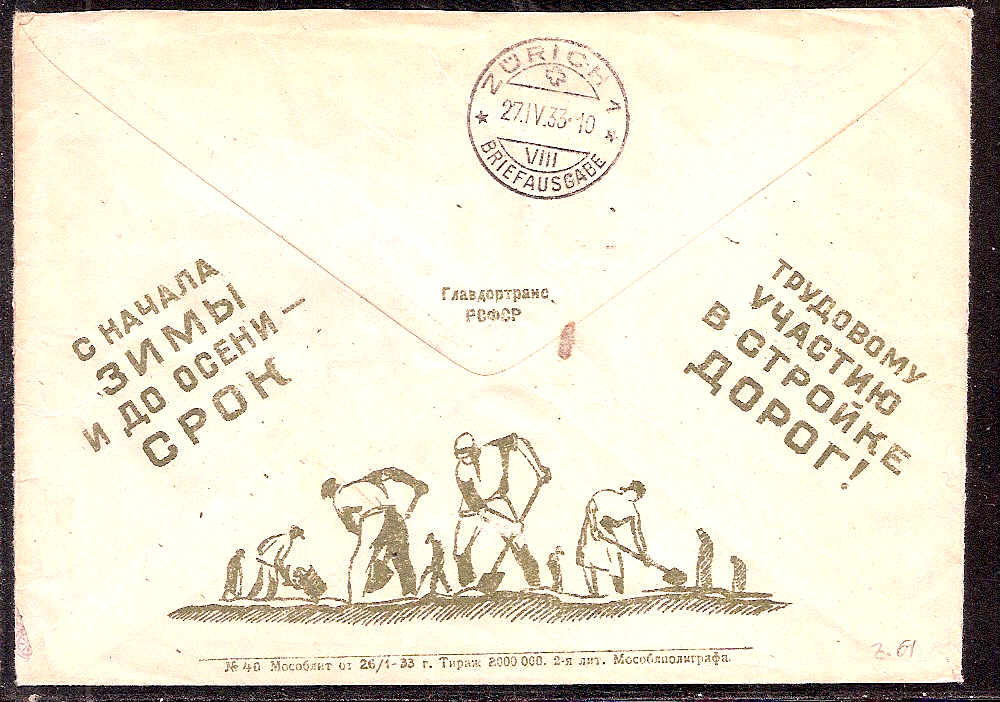 ZÜRICH 1
27.IV.33-10
VIII
BRIEFAUSGABE
С НАЧАЛА
ЗИМЫ
И ДО ОСЕНИ —
СРОК
Главдортранс
РСФСР
ТРУДОВОМУ
УЧАСТИЮ
В СТРОЙКЕ
ДОРОГ!
№ 40 Мособлит от 26/1-33 г. Тираж 2000 000. 2-я лит. Мособлполиграфа.
z. 61